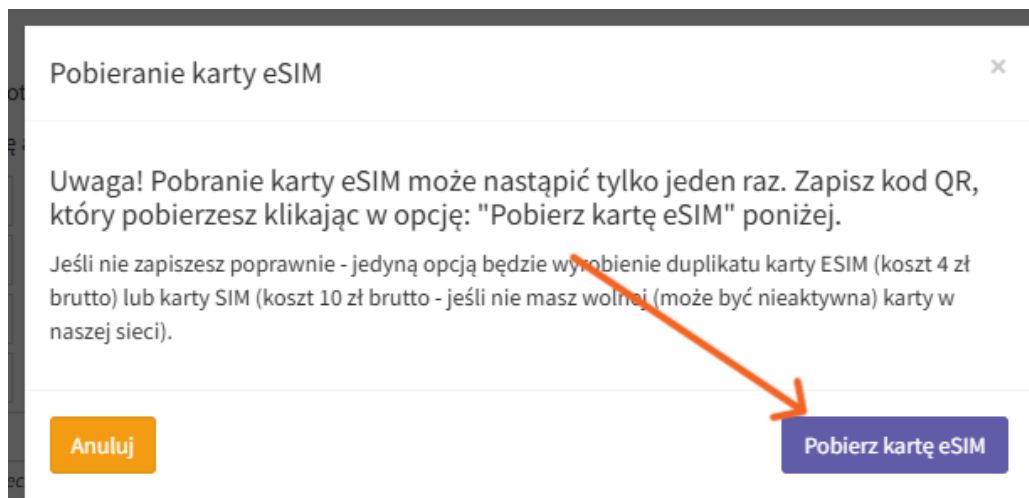 Pobieranie karty eSIM
×
Uwaga! Pobranie karty eSIM może nastąpić tylko jeden raz. Zapisz kod QR,
który pobierzesz klikając w opcję: "Pobierz kartę eSIM" poniżej.
Jeśli nie zapiszesz poprawnie - jedyną opcją będzie wyrobienie duplikatu karty ESIM (koszt 4 zł
brutto) lub karty SIM (koszt 10 zł brutto - jeśli nie masz wolnej (może być nieaktywna) karty w
naszej sieci).
Anuluj
Pobierz kartę eSIM